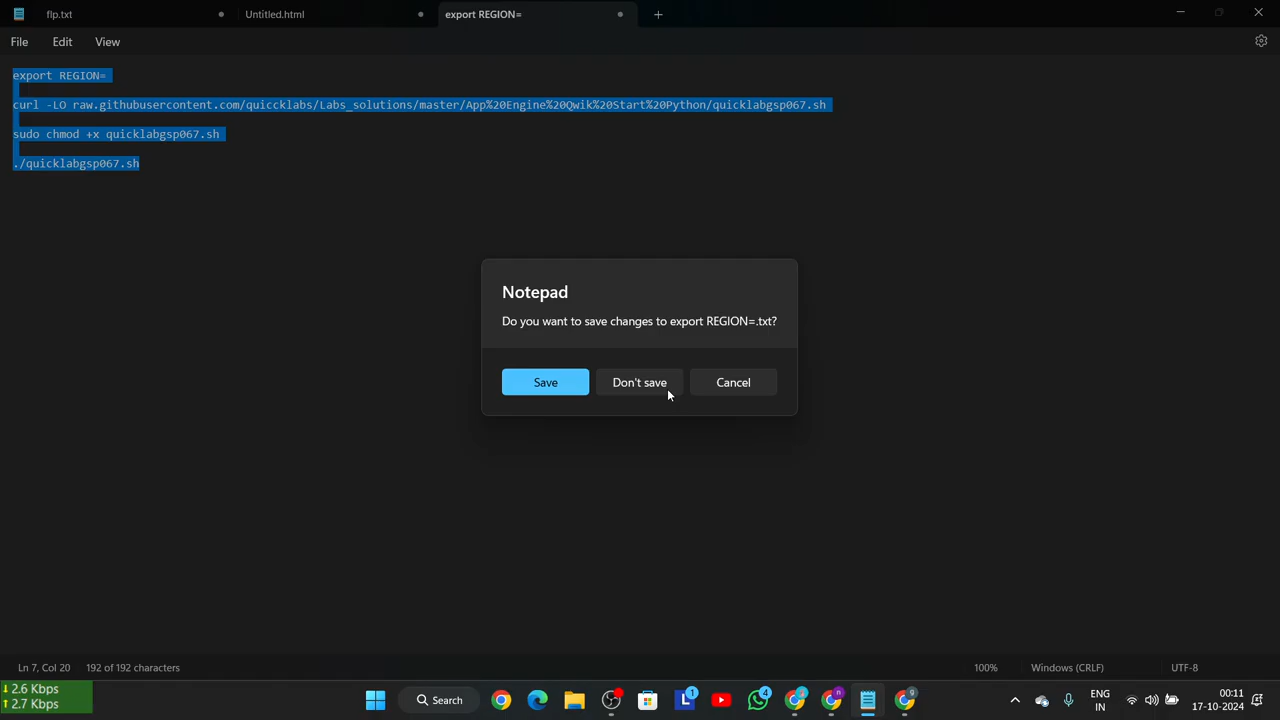 flp.txt
Untitled.html
export REGION=
File
Edit
View
export REGION=
curl -LO raw.githubusercontent.com/quiccklabs/Labs_solutions/master/App%20Engine%20Qwik%20Start%20Python/quicklabgsp067.sh
sudo chmod +x quicklabgsp067.sh
./quicklabgsp067.sh
Notepad
Do you want to save changes to export REGION=.txt?
Save
Don't save
Cancel
Ln 7, Col 20
192 of 192 characters
100%
Windows (CRLF)
UTF-8
2.6 Kbps
2.7 Kbps
Search
L
1
4
a
n
g
ENG
IN
00:11
17-10-2024